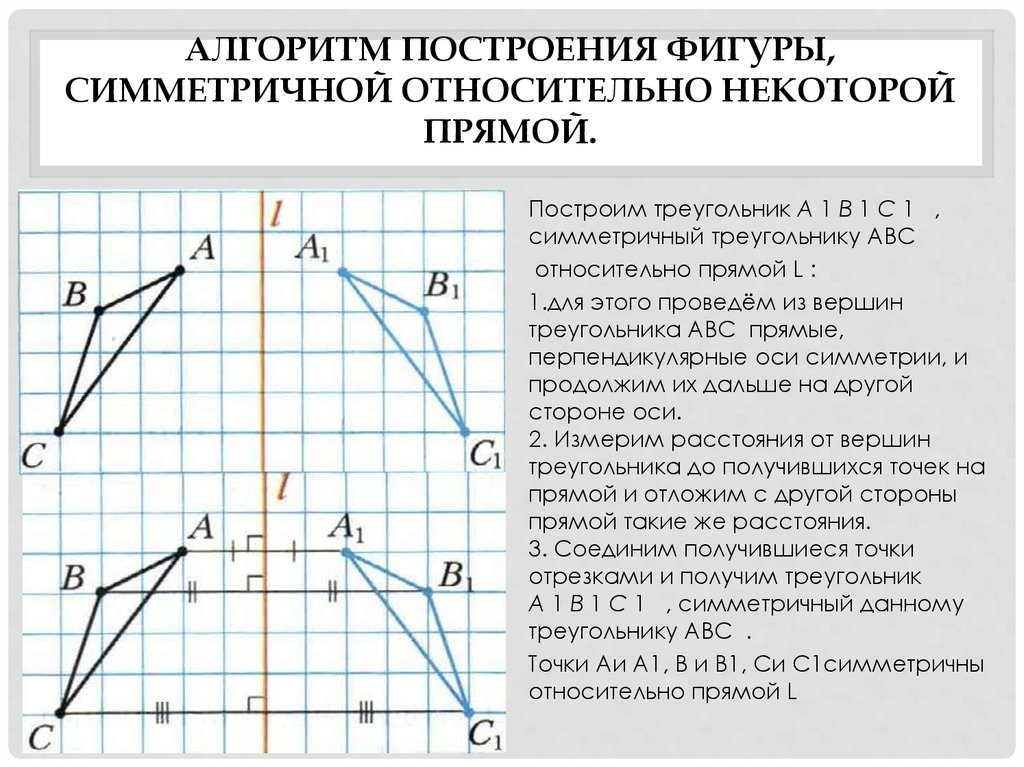 АЛГОРИТМ ПОСТРОЕНИЯ ФИГУРЫ,
СИММЕТРИЧНОЙ ОТНОСИТЕЛЬНО НЕКОТОРОЙ
ПРЯМОЙ.
l
A
A1
B
B1
C
C1
l
A
A1
B
B1
C
C1
Построим треугольник A 1 B 1 C 1 ,
симметричный треугольнику АВС
относительно прямой L :
1.для этого проведём из вершин
треугольника АВС прямые,
перпендикулярные оси симметрии, и
продолжим их дальше на другой
стороне оси.
2. Измерим расстояния от вершин
треугольника до получившихся точек на
прямой и отложим с другой стороны
прямой такие же расстояния.
3. Соединим получившиеся точки
отрезками и получим треугольник
A 1 B 1 C 1 , симметричный данному
треугольнику АВС .
Точки Аи А1, В и В1, Си С1симметричны
относительно прямой L